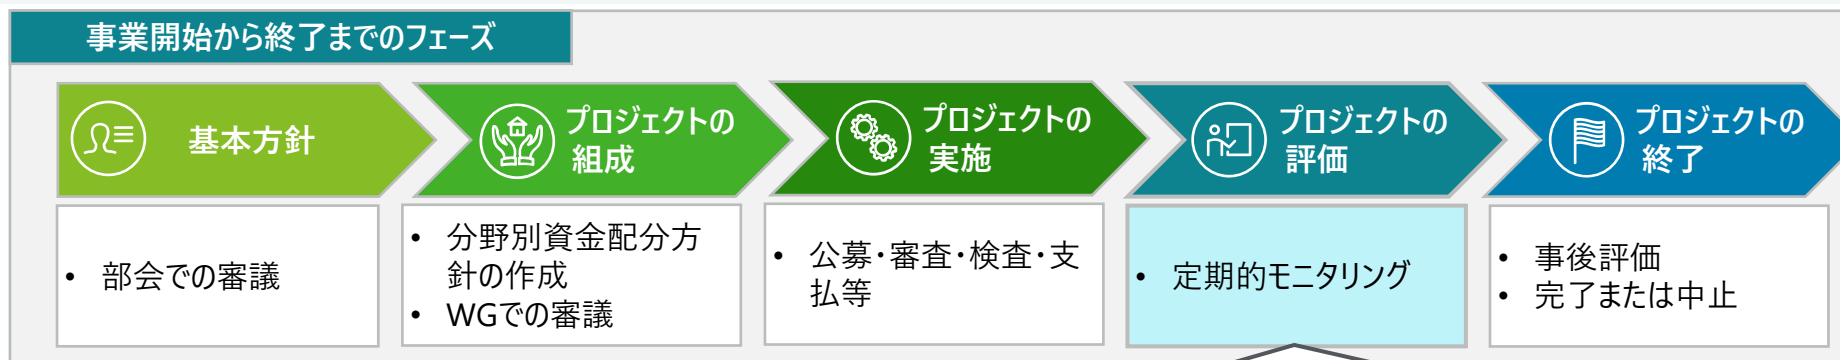 事業開始から終了までのフェーズ
基本方針
プロジェクトの
組成
プロジェクトの
実施
プロジェクトの
評価
プロジェクトの
終了
• 部会での審議
• 分野別資金配分方
針の作成
• WGでの審議
• 公募・審査・検査・支
払等
• 定期的モニタリング
• 事後評価
• 完了または中止